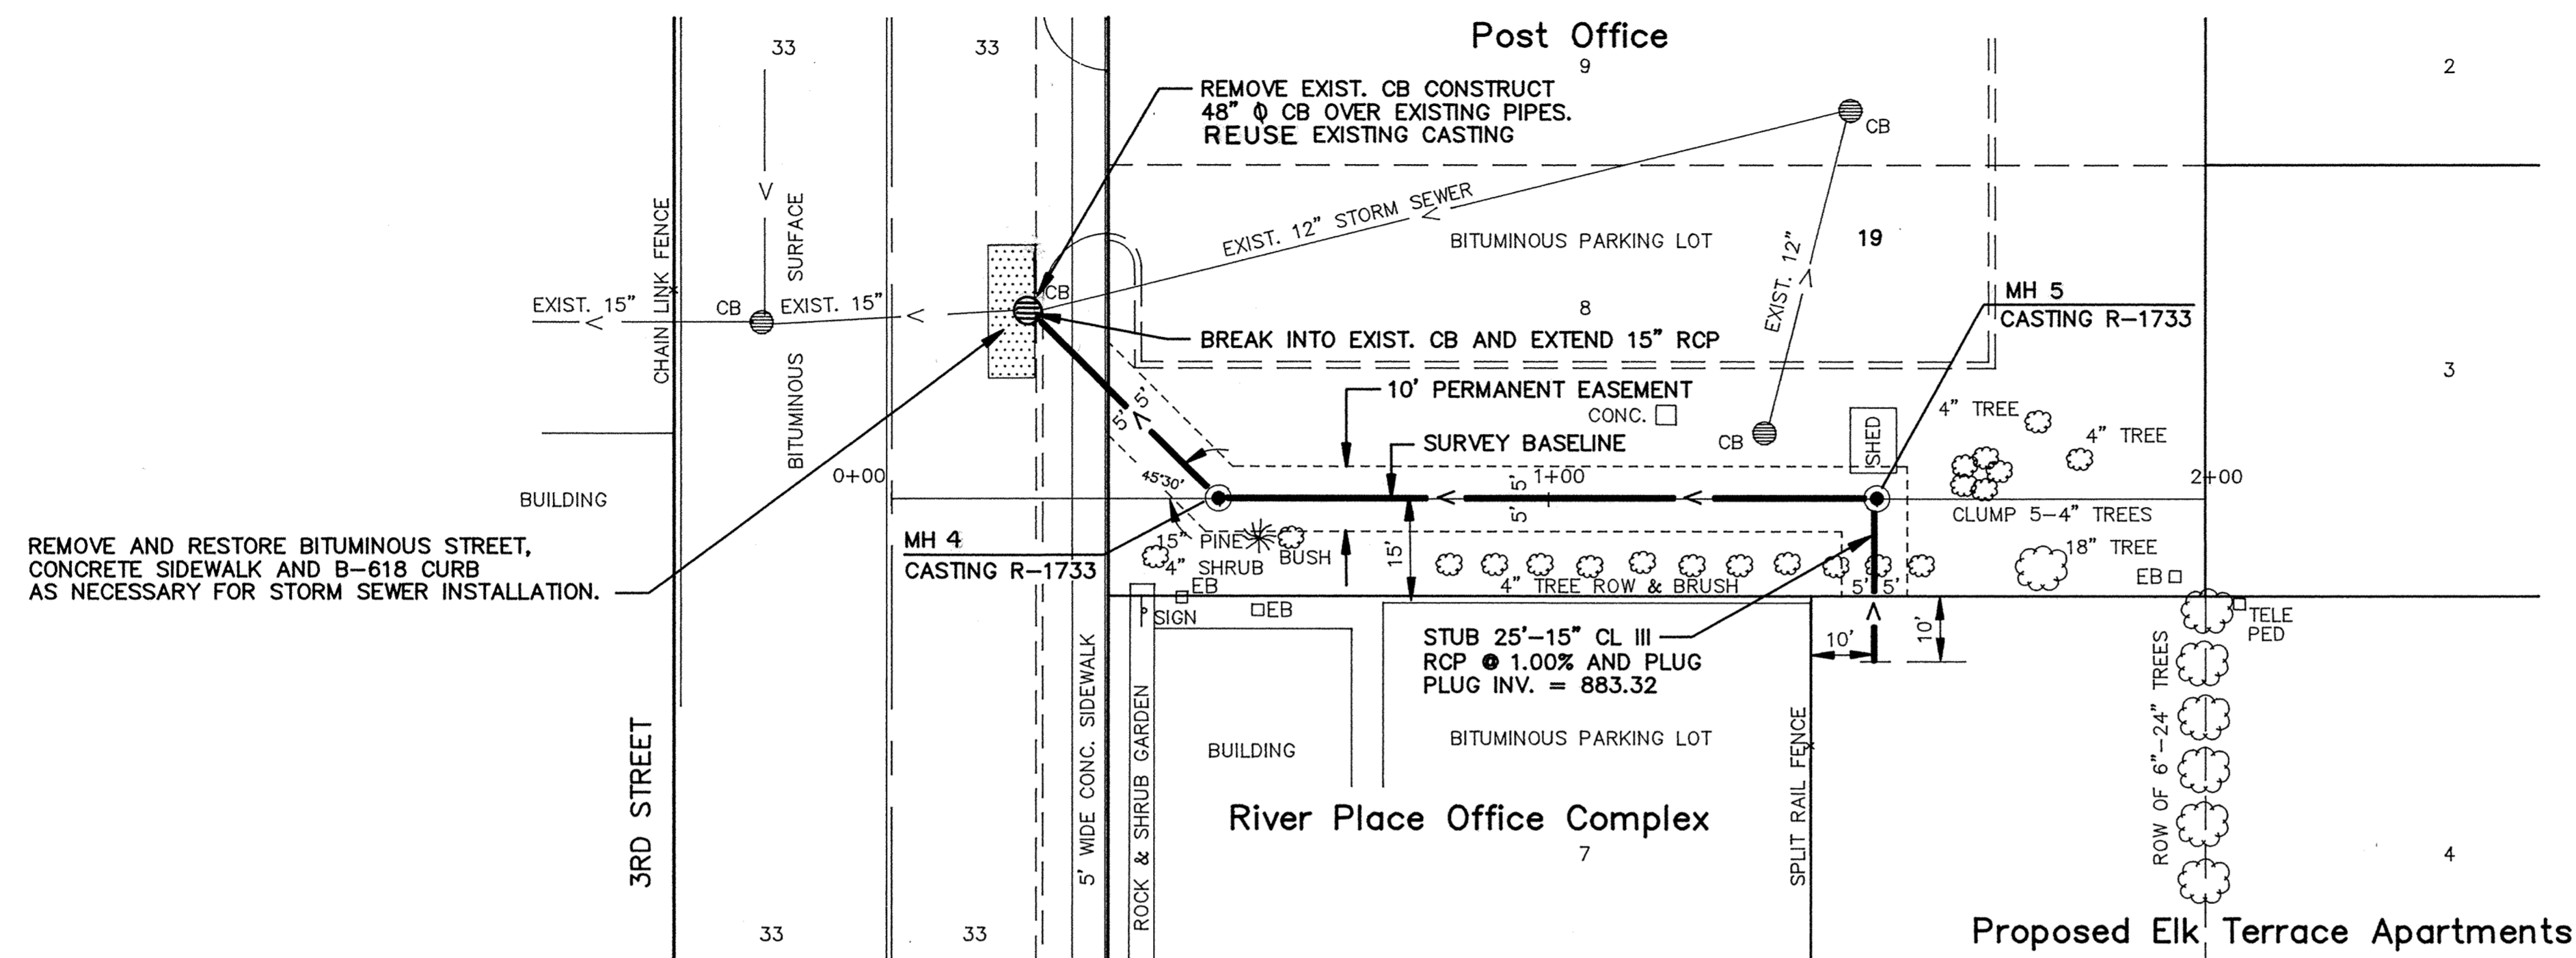 Post Office
33
33
9
2
REMOVE EXIST. CB CONSTRUCT
48" ϕ CB OVER EXISTING PIPES.
REUSE EXISTING CASTING
CB
EXIST. 12" STORM SEWER
BITUMINOUS PARKING LOT
19
EXIST. 12"
8
CHAIN LINK FENCE
BITUMINOUS SURFACE
EXIST. 15"
CB
EXIST. 15"
CB
MH 5
CASTING R-1733
BREAK INTO EXIST. CB AND EXTEND 15" RCP
3
10' PERMANENT EASEMENT
CONC.
SURVEY BASELINE
CB
SHED
4" TREE
4" TREE
5'
5'
45°30'
0+00
1+00
2+00
5'
5'
BUILDING
CLUMP 5-4" TREES
REMOVE AND RESTORE BITUMINOUS STREET,
CONCRETE SIDEWALK AND B-618 CURB
AS NECESSARY FOR STORM SEWER INSTALLATION.
MH 4
CASTING R-1733
15" PINE
4" SHRUB
BUSH
15'
4" TREE ROW & BRUSH
5'
5'
18" TREE
EB
EB
EB
SIGN
TELE
PED
STUB 25'-15" CL III
RCP @ 1.00% AND PLUG
PLUG INV. = 883.32
10'
10'
3RD STREET
5' WIDE CONC. SIDEWALK
ROCK & SHRUB GARDEN
BUILDING
BITUMINOUS PARKING LOT
SPLIT RAIL FENCE
ROW OF 6"-24" TREES
River Place Office Complex
7
4
33
33
Proposed Elk Terrace Apartments